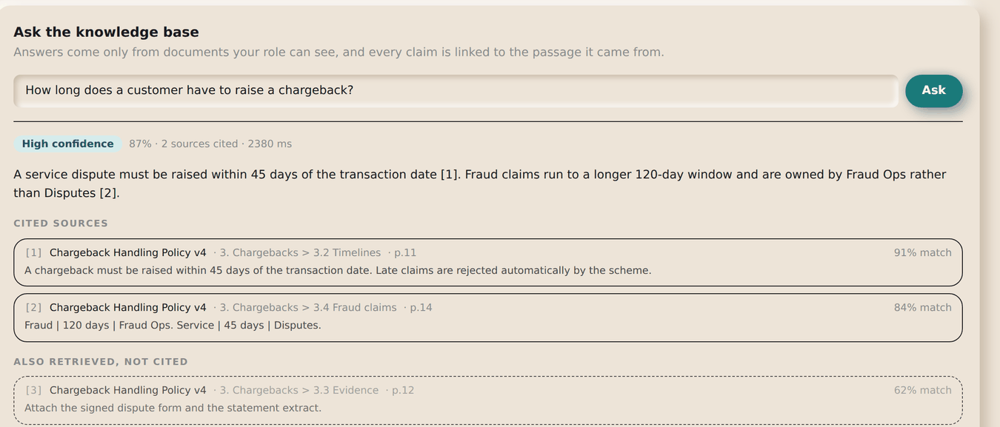 Ask the knowledge base
Answers come only from documents your role can see, and every claim is linked to the passage it came from.
How long does a customer have to raise a chargeback?
Ask
High confidence 87% · 2 sources cited · 2380 ms
A service dispute must be raised within 45 days of the transaction date [1]. Fraud claims run to a longer 120-day window and are owned by Fraud Ops rather
than Disputes [2].
CITED SOURCES
[1] Chargeback Handling Policy v4 · 3. Chargebacks > 3.2 Timelines · p.11 91% match
A chargeback must be raised within 45 days of the transaction date. Late claims are rejected automatically by the scheme.
[2] Chargeback Handling Policy v4 · 3. Chargebacks > 3.4 Fraud claims · p.14 84% match
Fraud | 120 days | Fraud Ops. Service | 45 days | Disputes.
ALSO RETRIEVED, NOT CITED
[3] Chargeback Handling Policy v4 · 3. Chargebacks > 3.3 Evidence · p.12 62% match
Attach the signed dispute form and the statement extract.